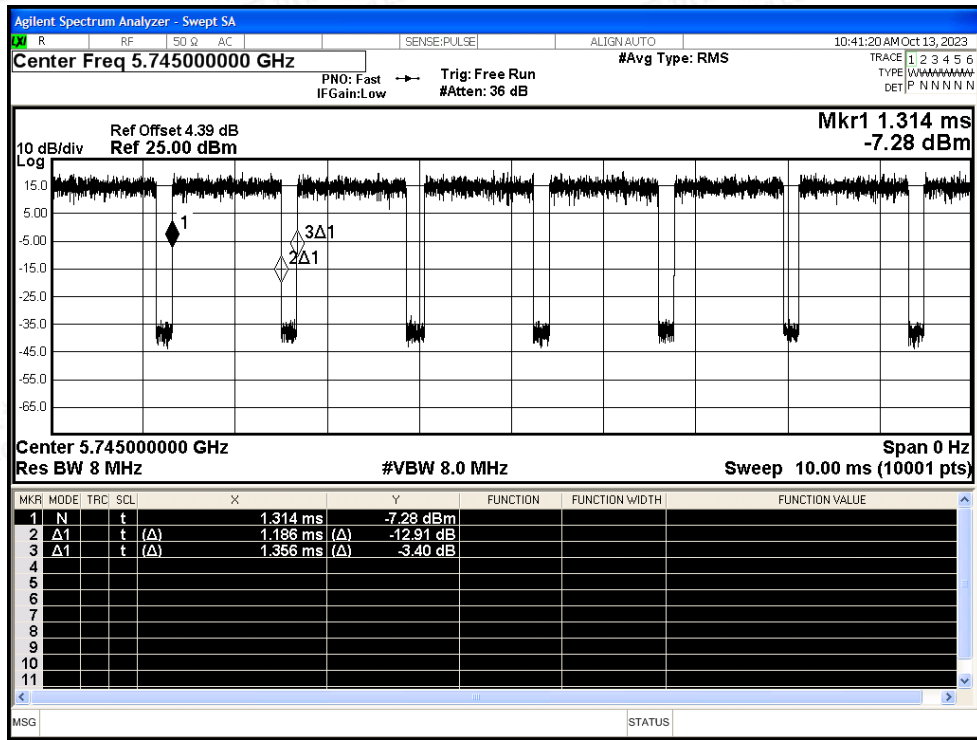 Agilent Spectrum Analyzer - Swept SA
LXI R RF 50 Ω AC SENSE:PULSE ALIGN AUTO 10:41:20 AM Oct 13, 2023
Center Freq 5.745000000 GHz
PNO: Fast
IFGain:Low
Trig: Free Run
#Atten: 36 dB
#Avg Type: RMS
TRACE 1 2 3 4 5 6
TYPE
DET P N N N N N
Mkr1 1.314 ms
-7.28 dBm
Ref Offset 4.39 dB
10 dB/div Ref 25.00 dBm
Log
15.0
5.00
-5.00
-15.0
-25.0
-35.0
-45.0
-55.0
-65.0
1
3Δ1
2Δ1
Center 5.745000000 GHz Span 0 Hz
Res BW 8 MHz #VBW 8.0 MHz Sweep 10.00 ms (10001 pts)
MKR MODE TRC SCL X Y FUNCTION FUNCTION WIDTH FUNCTION VALUE
1 N t 1.314 ms -7.28 dBm
2 Δ1 t (Δ) 1.186 ms (Δ) -12.91 dB
3 Δ1 t (Δ) 1.356 ms (Δ) -3.40 dB
4
5
6
7
8
9
10
11
MSG STATUS